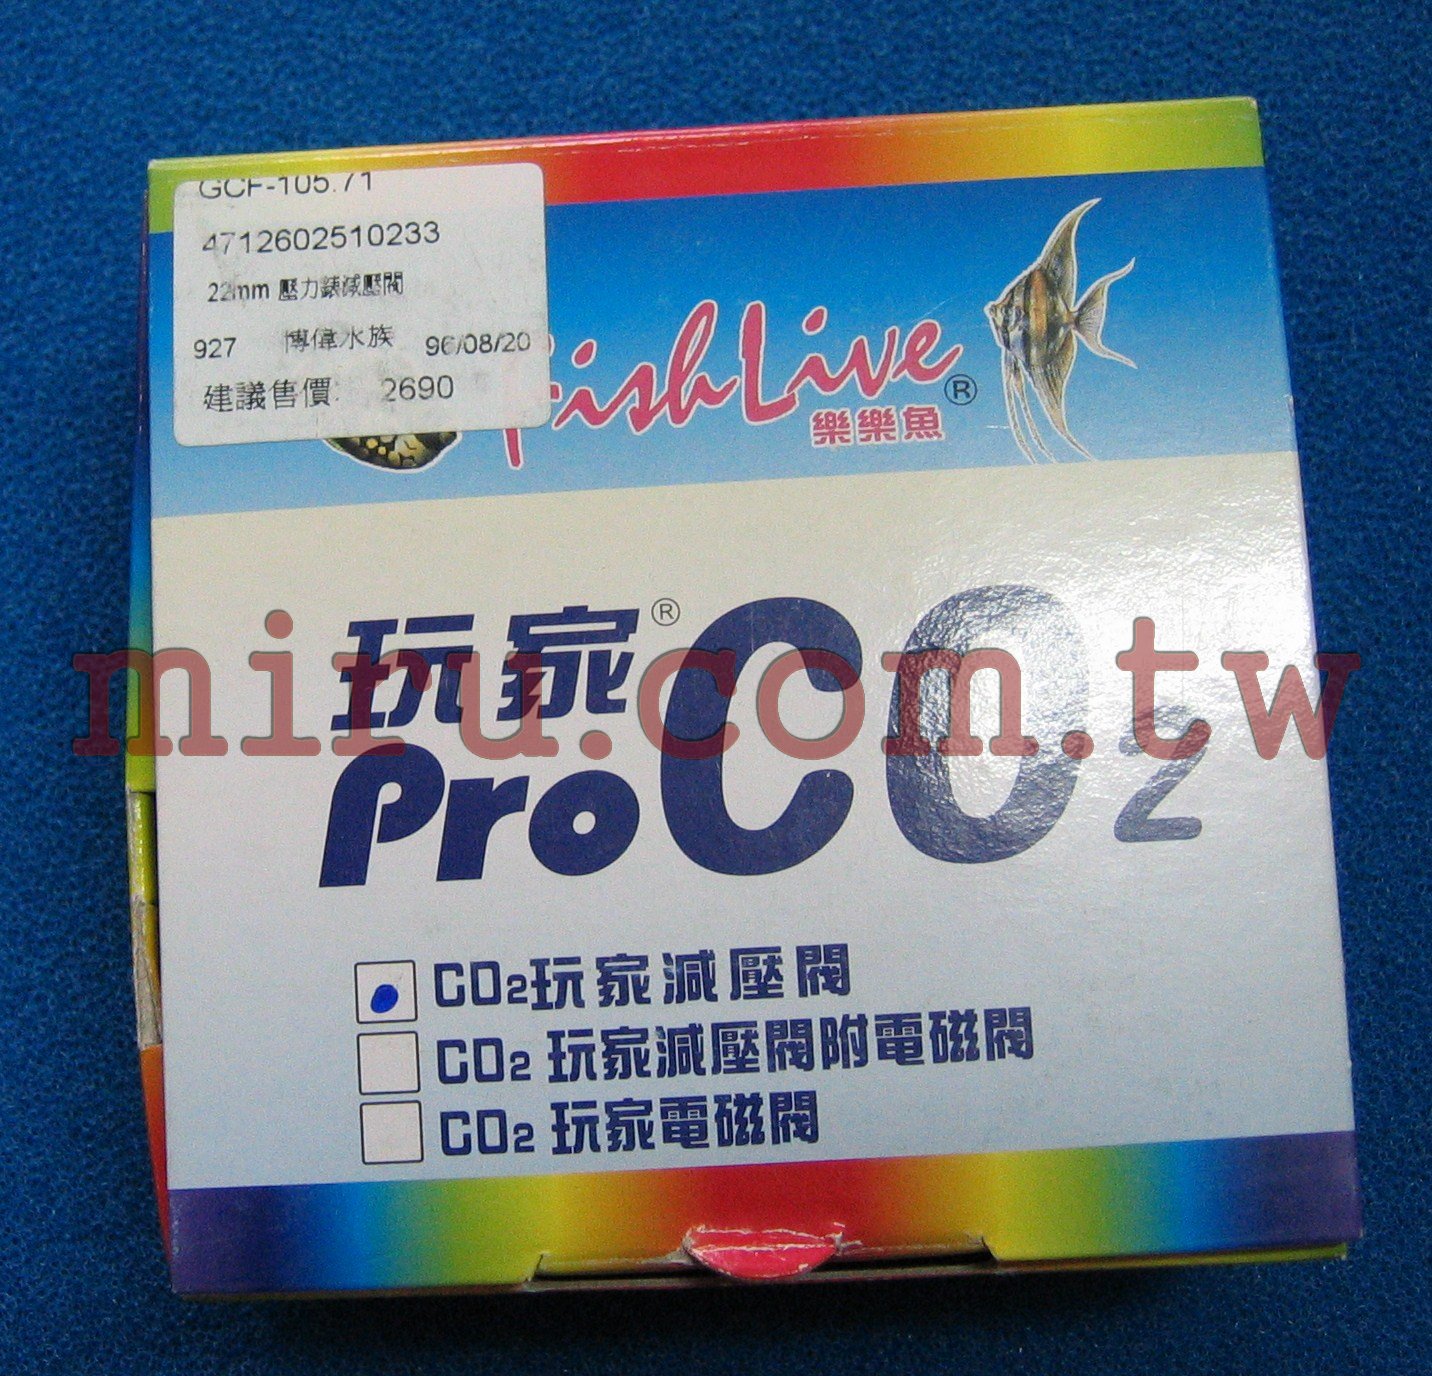 GCF-105.71
4712602510233
22mm 壓力錶減壓閥
927 博偉水族 96/08/20
建議售價: 2690
FishLive®
樂樂魚
玩家®
Pro CO2
miru.com.tw
CO2玩家減壓閥
CO2 玩家減壓閥附電磁閥
CO2 玩家電磁閥